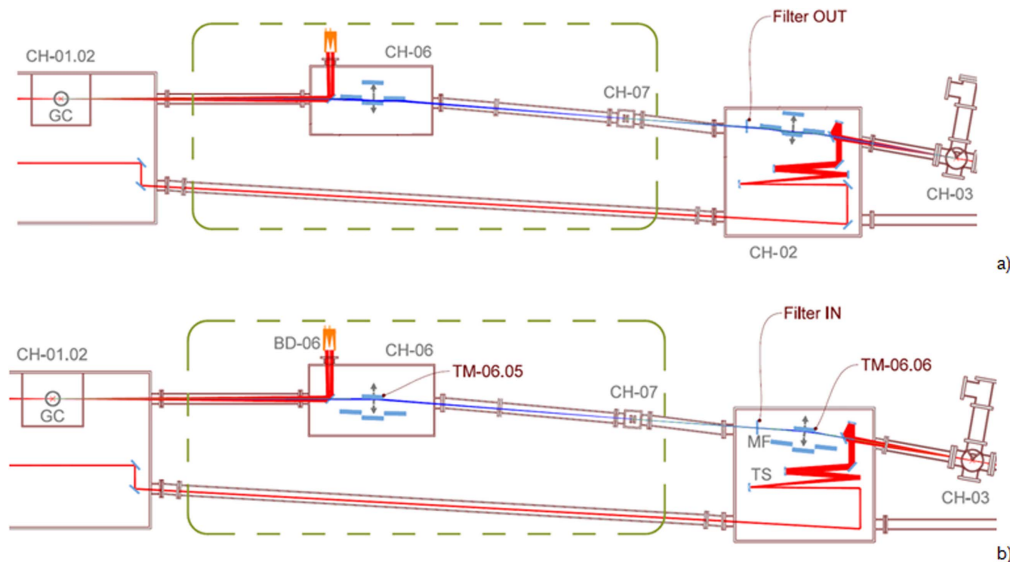 Filter OUT
CH-01.02
CH-06
GC
CH-07
CH-03
CH-02
a)
Filter IN
BD-06
CH-01.02
CH-06
TM-06.05
TM-06.06
GC
CH-07
MF
TS
CH-03
b)